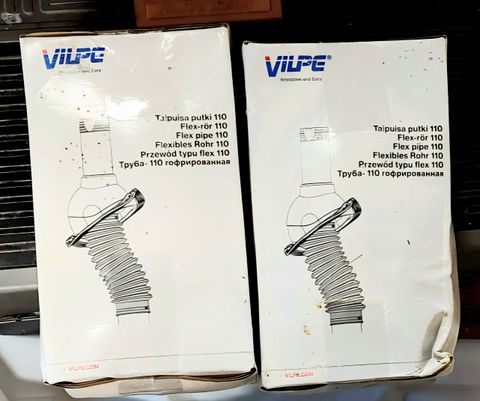 VILPE
Innovative and Easy
Taipuisa putki 110
Flex-rör 110
Flex pipe 110
Flexibles Rohr 110
Przewód typu flex 110
Труба- 110 гофрированная
VILPE.COM
VILPE®
Innovative and Easy
Taipuisa putki 110
Flex-rör 110
Flex pipe 110
Flexibles Rohr 110
Przewód typu flex 110
Труба- 110 гофрированная
VILPE.COM